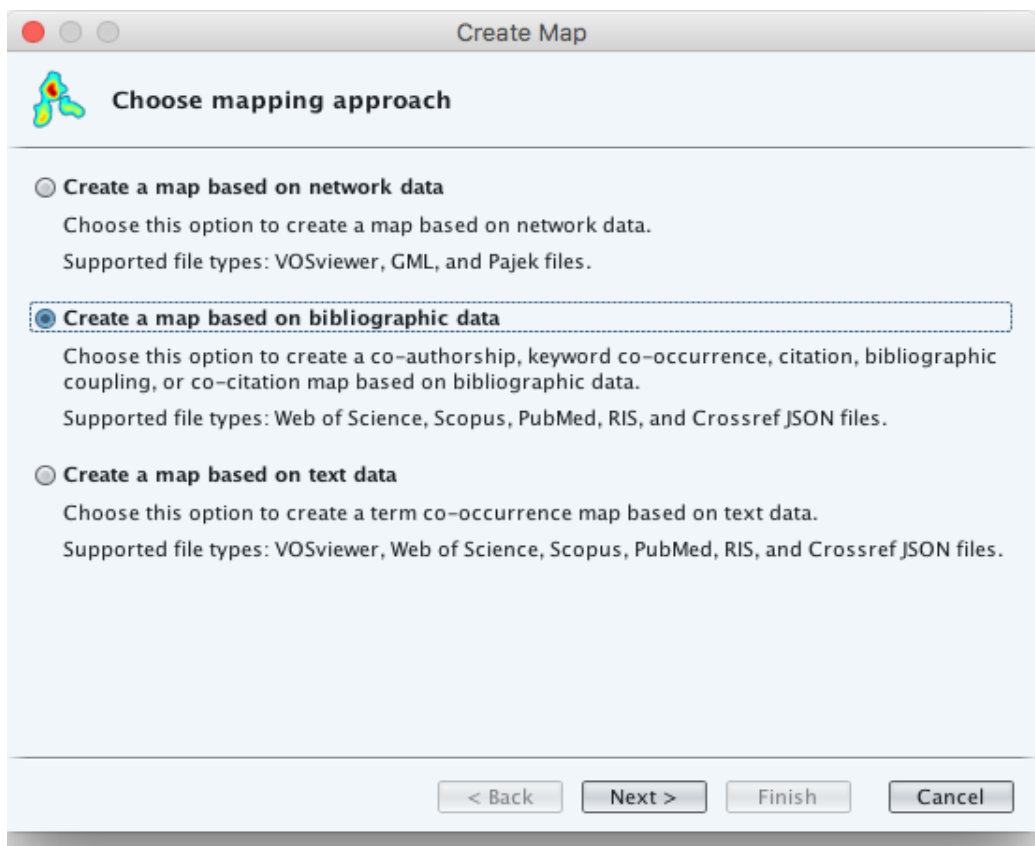 Create Map
Choose mapping approach
Create a map based on network data
Choose this option to create a map based on network data.
Supported file types: VOSviewer, GML, and Pajek files.
Create a map based on bibliographic data
Choose this option to create a co-authorship, keyword co-occurrence, citation, bibliographic
coupling, or co-citation map based on bibliographic data.
Supported file types: Web of Science, Scopus, PubMed, RIS, and Crossref JSON files.
Create a map based on text data
Choose this option to create a term co-occurrence map based on text data.
Supported file types: VOSviewer, Web of Science, Scopus, PubMed, RIS, and Crossref JSON files.
< Back Next > Finish Cancel